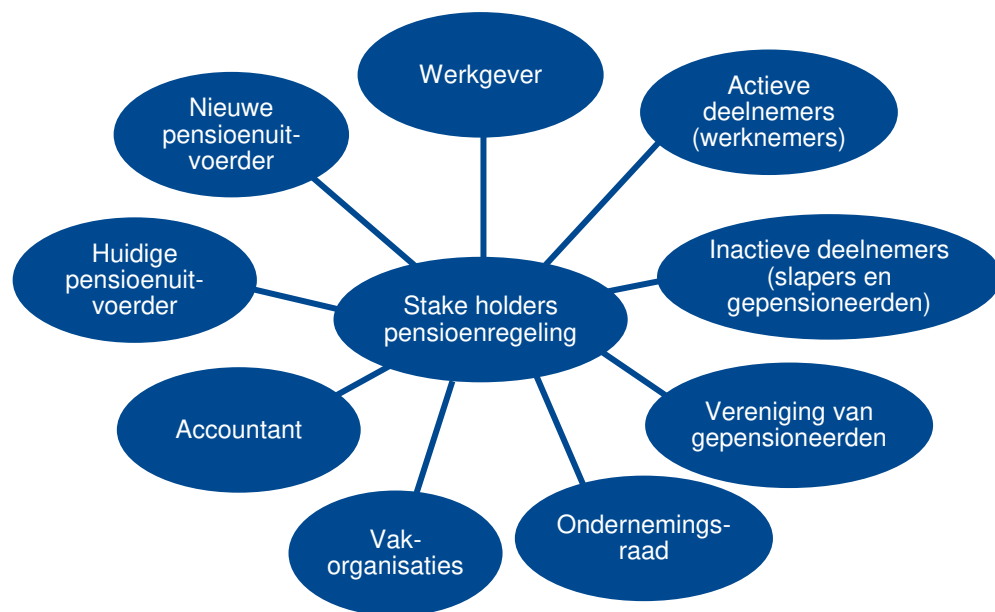 Werkgever
Actieve
deelnemers
(werknemers)
Nieuwe
pensioenuit-
voerder
Inactieve deelnemers
(slapers en
gepensioneerden)
Huidige
pensioenuit-
voerder
Stake holders
pensioenregeling
Vereniging van
gepensioneerden
Accountant
Ondernemings-
raad
Vak-
organisaties